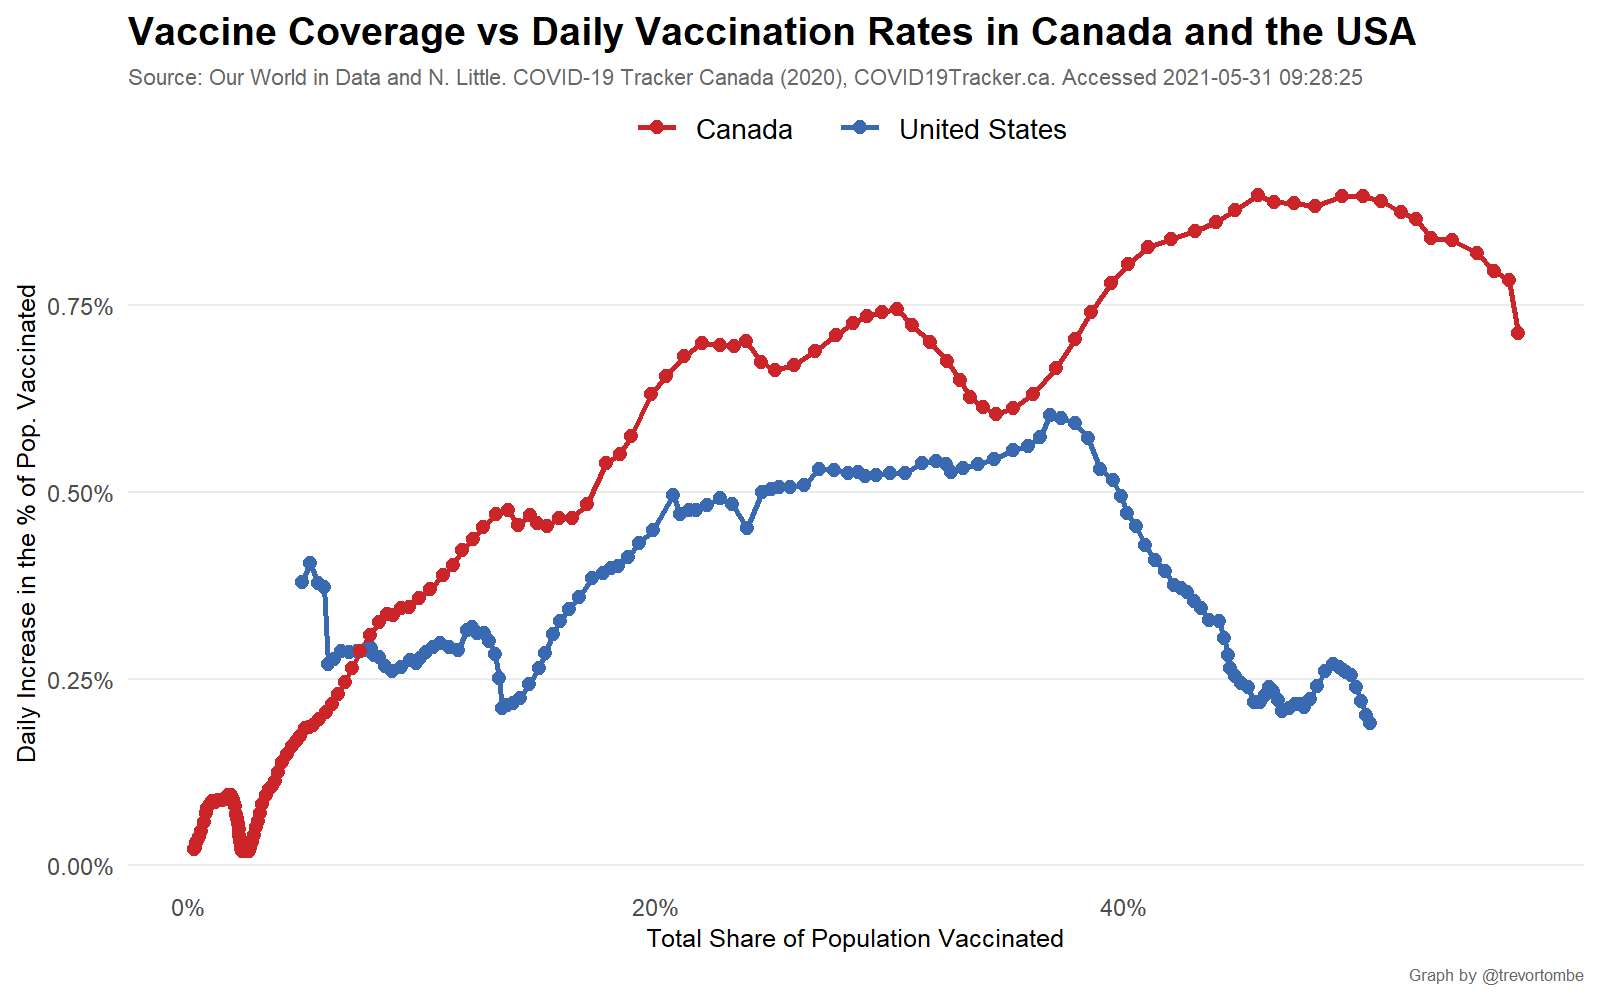 Vaccine Coverage vs Daily Vaccination Rates in Canada and the USA
Source: Our World in Data and N. Little. COVID-19 Tracker Canada (2020), COVID19Tracker.ca. Accessed 2021-05-31 09:28:25
Canada
United States
Daily Increase in the % of Pop. Vaccinated
0.75%
0.50%
0.25%
0.00%
0%
20%
40%
Total Share of Population Vaccinated
Graph by @trevortombe